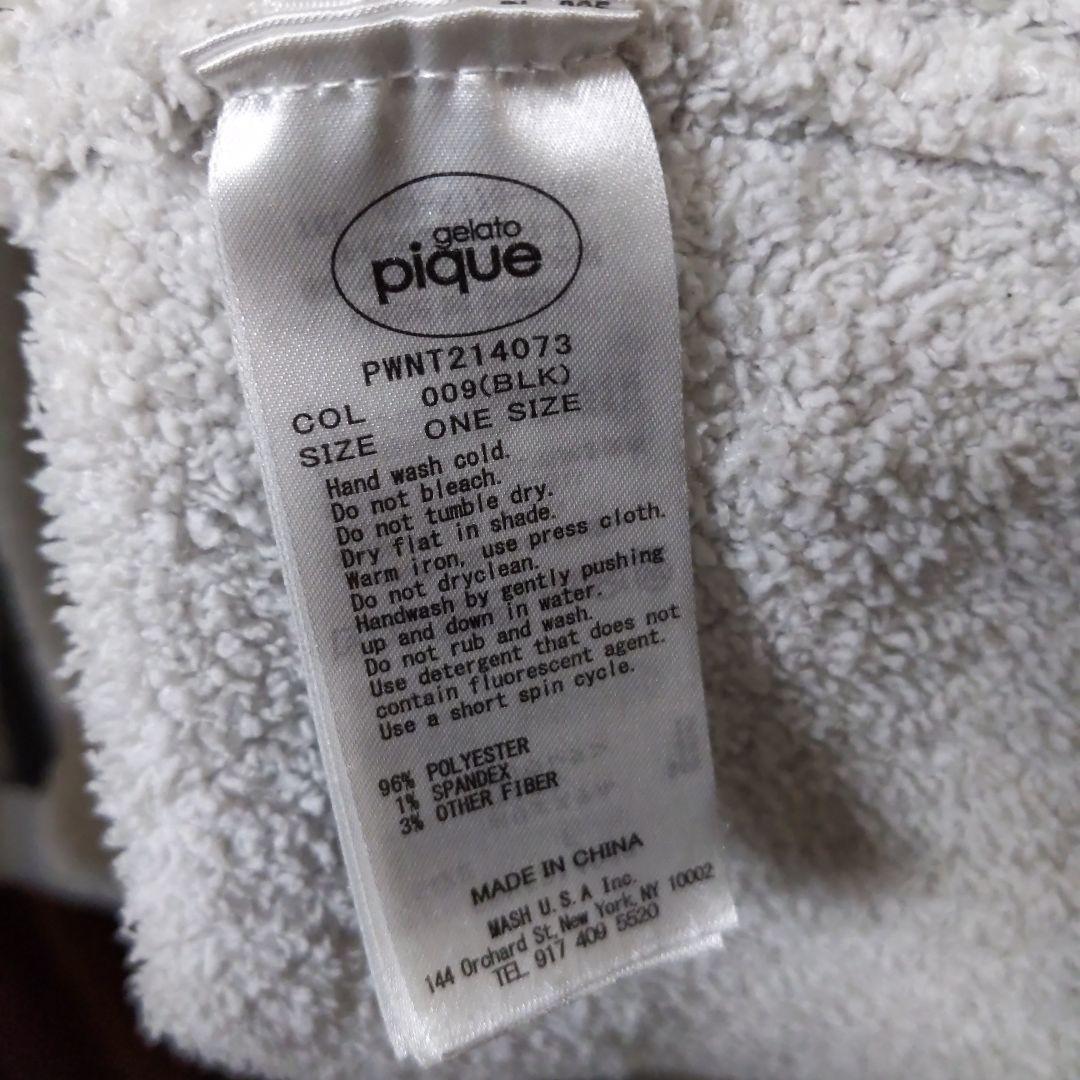 gelato
pique
PWNT214073
COL 009(BLK)
SIZE ONE SIZE
Hand wash cold.
Do not bleach.
Do not tumble dry.
Dry flat in shade.
Warm iron, use press cloth.
Do not dryclean.
Handwash by gently pushing
up and down in water.
Do not rub and wash.
Use detergent that does not
contain fluorescent agent.
Use a short spin cycle.
96% POLYESTER
1% SPANDEX
3% OTHER FIBER
MADE IN CHINA
MASH U.S.A Inc.
144 Orchard St, New York, NY 10002
TEL 917 409 5520